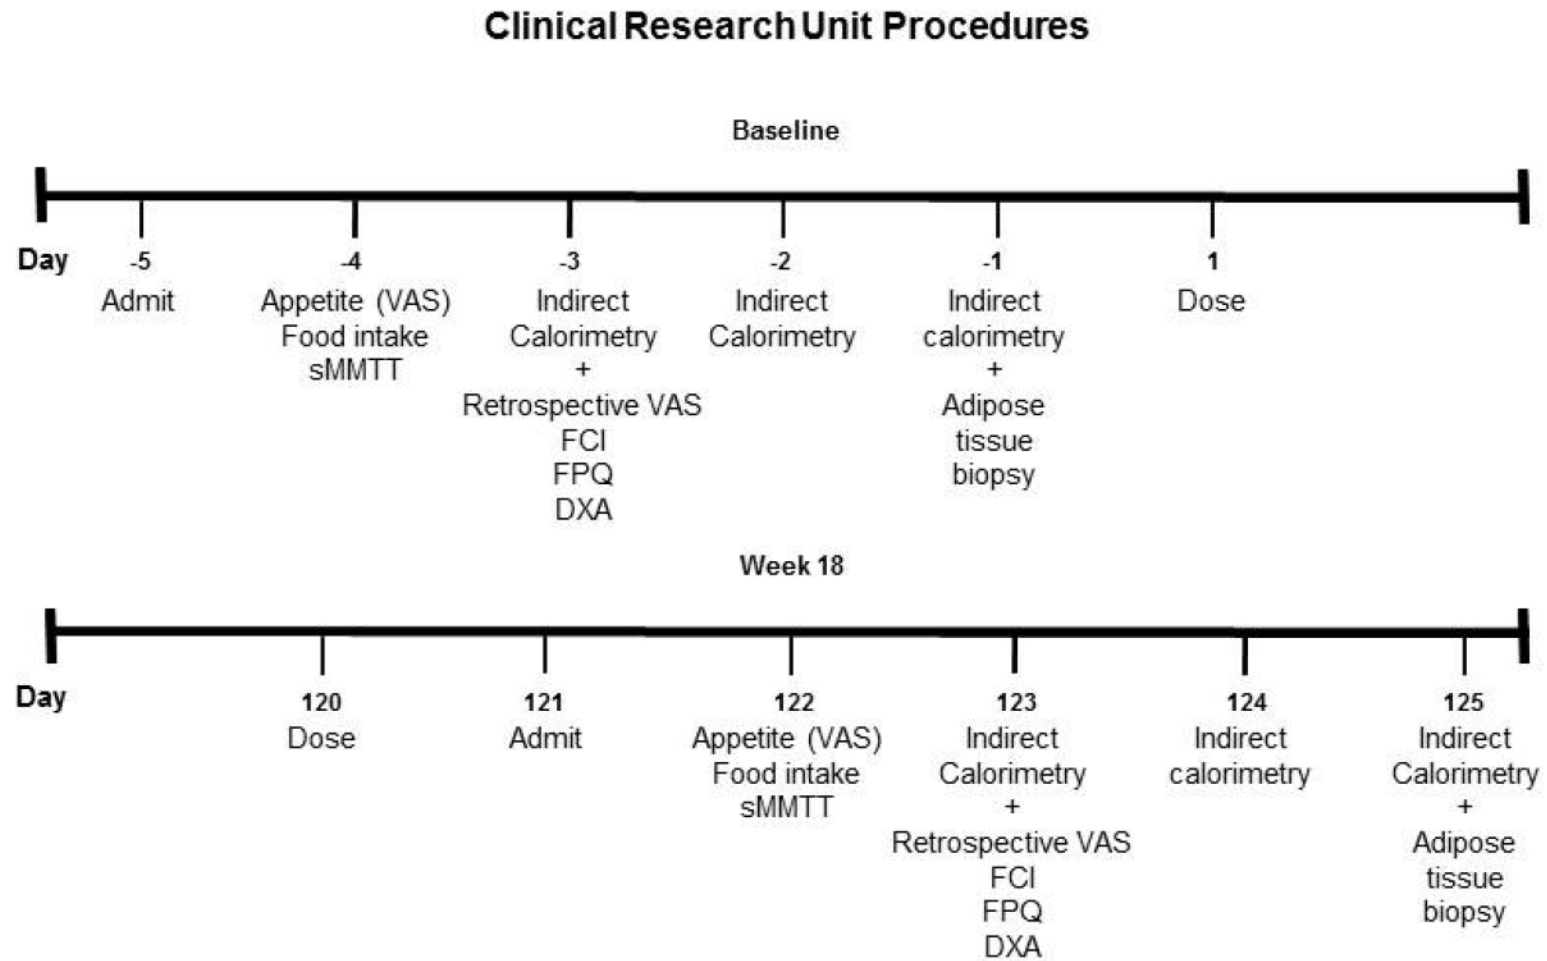 Clinical Research Unit Procedures
Baseline
Day -5 -4 -3 -2 -1 1
Admit Appetite (VAS) Indirect Indirect Indirect Dose
Food intake Calorimetry Calorimetry calorimetry
sMMTT + +
Retrospective VAS Adipose
FCI tissue
FPQ biopsy
DXA
Week 18
Day 120 121 122 123 124 125
Dose Admit Appetite (VAS) Indirect Indirect Indirect
Food intake Calorimetry calorimetry Calorimetry
sMMTT + +
Retrospective VAS Adipose
FCI tissue
FPQ biopsy
DXA